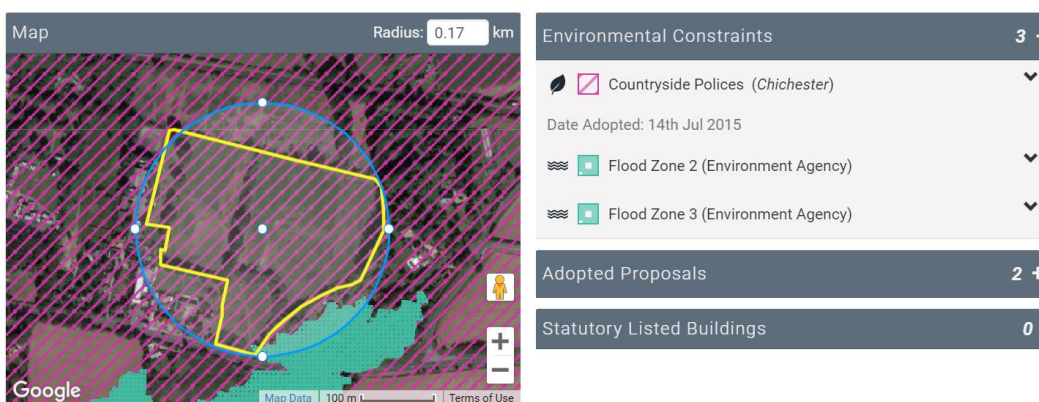 Map
Radius: 0.17 km
Google
Map Data
100 m
Terms of Use
Environmental Constraints
3 -
Countryside Polices (Chichester)
Date Adopted: 14th Jul 2015
Flood Zone 2 (Environment Agency)
Flood Zone 3 (Environment Agency)
Adopted Proposals
2 +
Statutory Listed Buildings
0